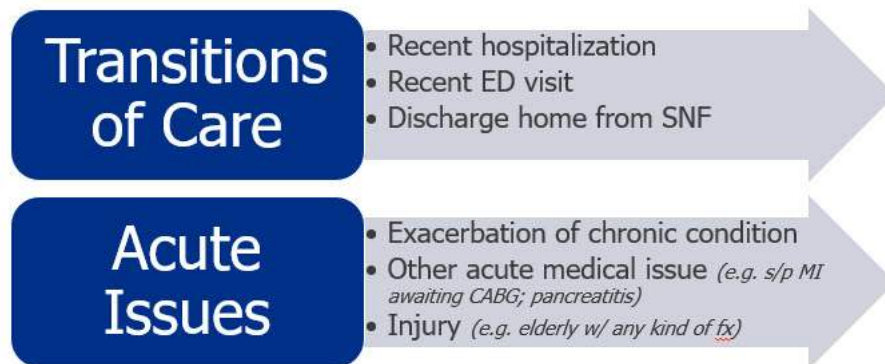 Transitions
of Care
• Recent hospitalization
• Recent ED visit
• Discharge home from SNF
Acute
Issues
• Exacerbation of chronic condition
• Other acute medical issue (e.g. s/p MI
awaiting CABG; pancreatitis)
• Injury (e.g. elderly w/ any kind of fx)